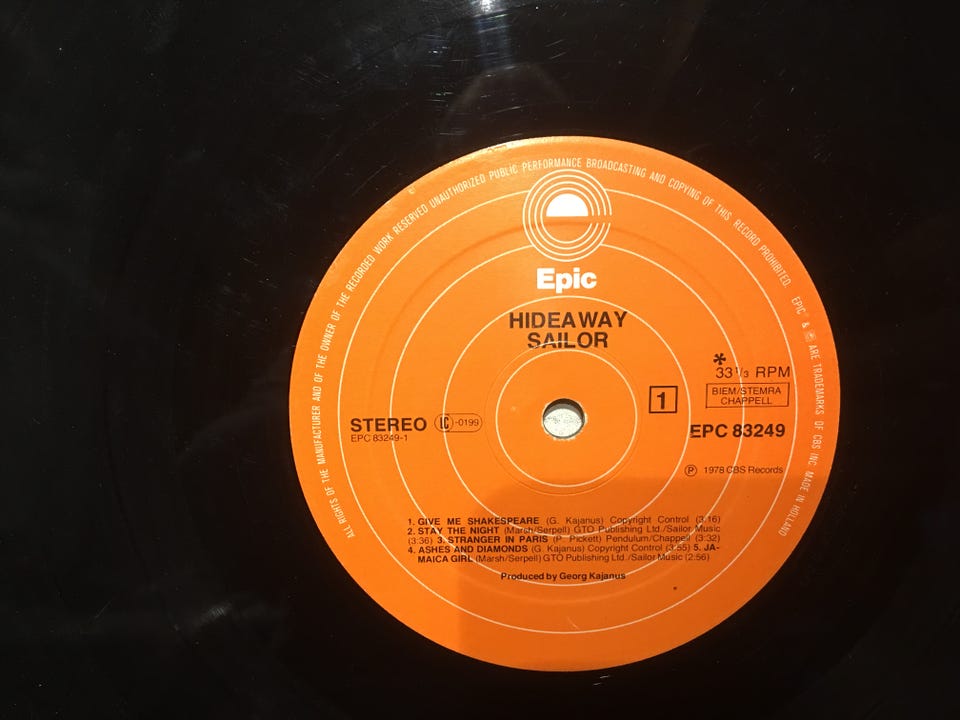 ALL RIGHTS OF THE MANUFACTURER AND OF THE OWNER OF THE RECORDED WORK RESERVED UNAUTHORIZED PUBLIC PERFORMANCE BROADCASTING AND COPYING OF THIS RECORD PROHIBITED. EPIC ® & ARE TRADEMARKS OF CBS INC. MADE IN HOLLAND
Epic
HIDEAWAY
SAILOR
*
33 1/3 RPM
BIEM/STEMRA
CHAPPELL
1
STEREO LC-0199
EPC 83249-1
EPC 83249
℗ 1978 CBS Records
1. GIVE ME SHAKESPEARE (G. Kajanus) Copyright Control (3.16)
2. STAY THE NIGHT (Marsh/Serpell) GTO Publishing Ltd./Sailor Music
(3:36) 3. STRANGER IN PARIS (P. Pickett) Pendulum/Chappell (3:32)
4. ASHES AND DIAMONDS (G. Kajanus) Copyright Control (3:55) 5. JA-
MAICA GIRL (Marsh/Serpell) GTO Publishing Ltd./Sailor Music (2:56)
Produced by Georg Kajanus